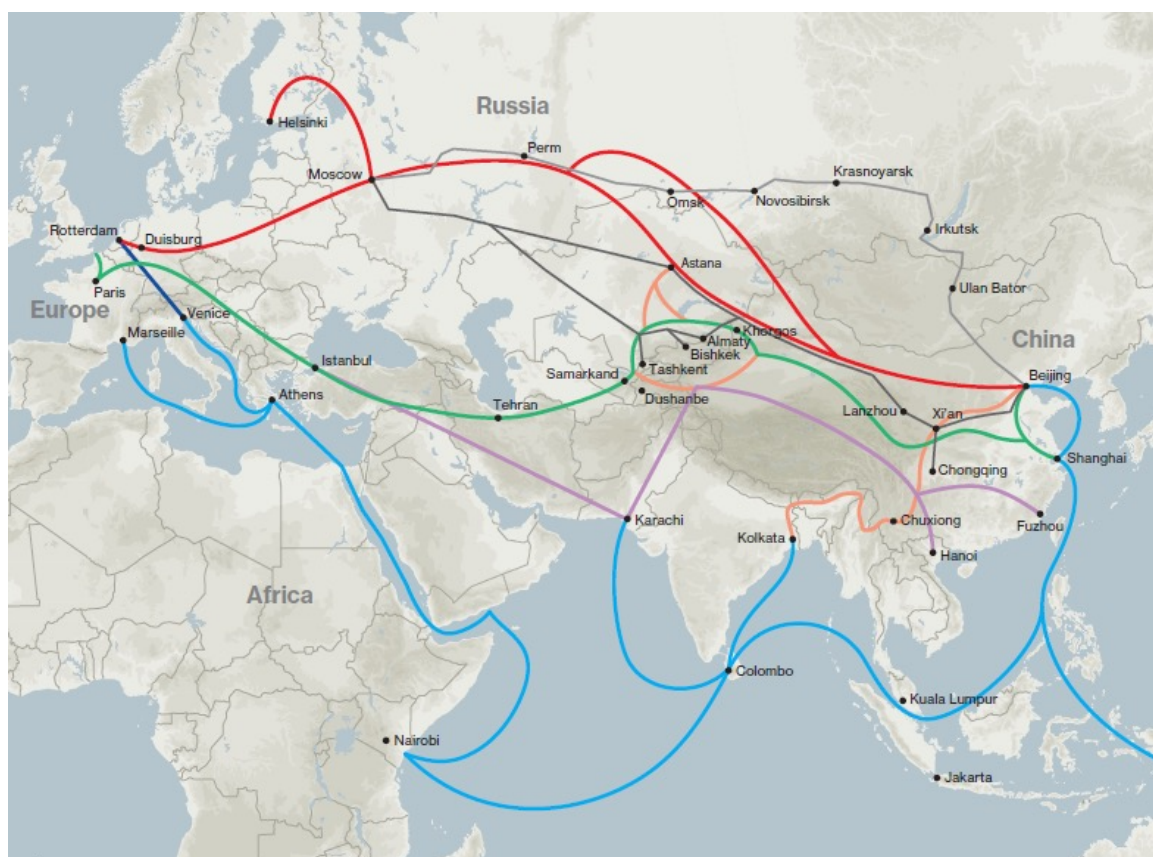 Russia
Helsinki
Perm
Moscow
Krasnoyarsk
Omsk
Novosibirsk
Rotterdam
Duisburg
Irkutsk
Astana
Paris
Ulan Bator
Europe
Venice
Marseille
Khorgos
Almaty
China
Bishkek
Istanbul
Tashkent
Samarkand
Beijing
Dushanbe
Athens
Tehran
Lanzhou
Xi'an
Shanghai
Chongqing
Karachi
Chuxiong
Fuzhou
Kolkata
Hanoi
Africa
Colombo
Kuala Lumpur
Nairobi
Jakarta